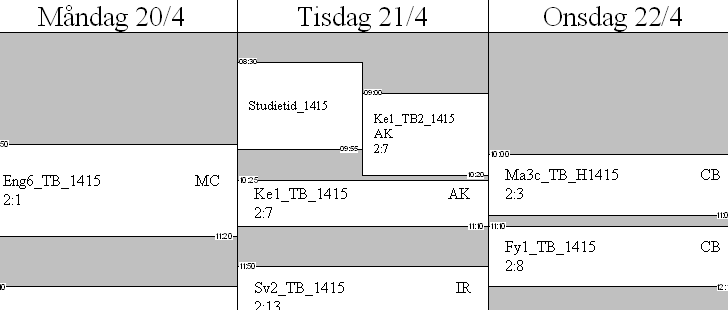 Måndag 20/4
Tisdag 21/4
Onsdag 22/4
50
Eng6_TB_1415 MC
2:1
11:20
08:30
Studietid_1415
09:55
09:00
Ke1_TB2_1415
AK
2:7
10:20
10:25
Ke1_TB_1415 AK
2:7
11:10
11:50
Sv2_TB_1415 IR
2:13
10:00
Ma3c_TB_H1415 CB
2:3
11:0
11:10
Fy1_TB_1415 CB
2:8
12: